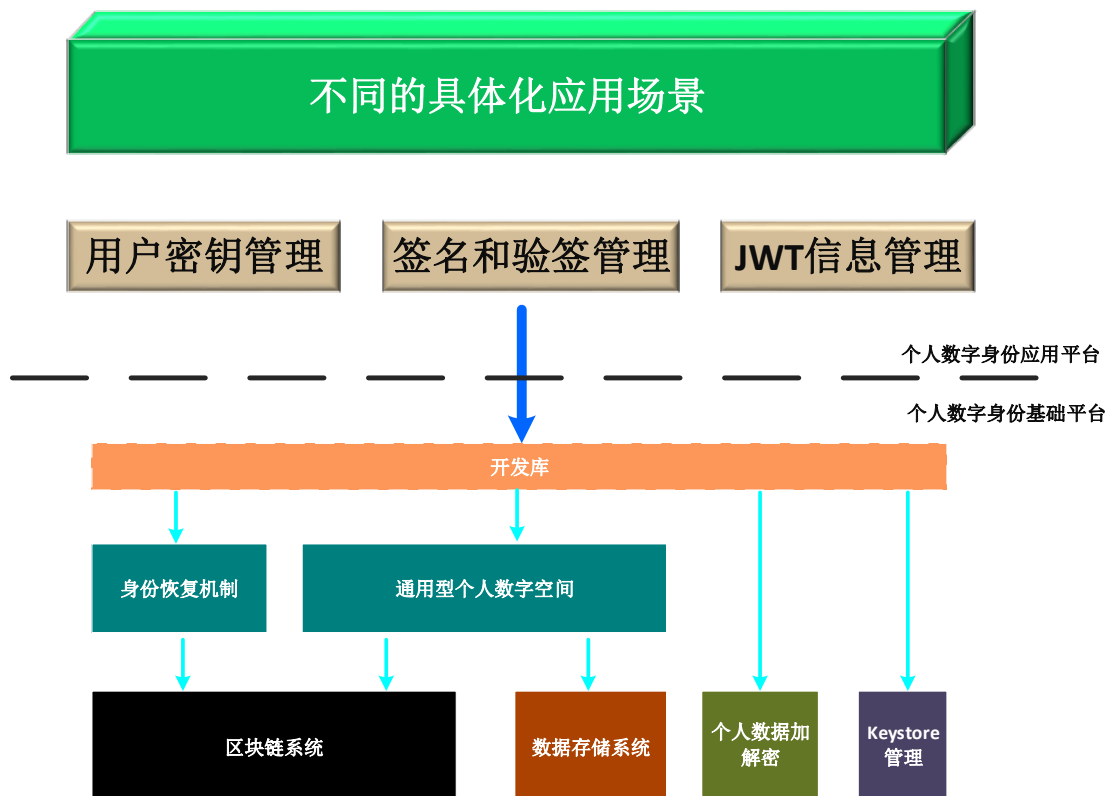 不同的具体化应用场景
用户密钥管理
签名和验签管理
JWT信息管理
个人数字身份应用平台
个人数字身份基础平台
开发库
身份恢复机制
通用型个人数字空间
区块链系统
数据存储系统
个人数据加
解密
Keystore
管理